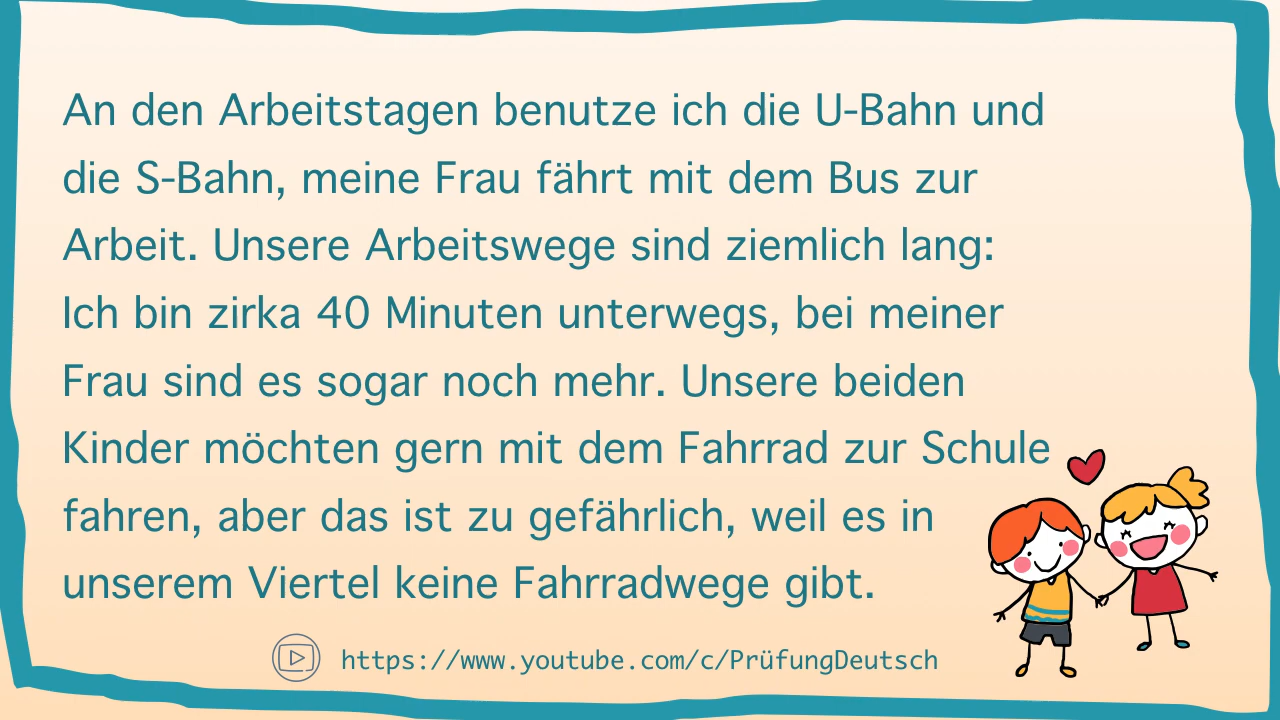 An den Arbeitstagen benutze ich die U-Bahn und
die S-Bahn, meine Frau fährt mit dem Bus zur
Arbeit. Unsere Arbeitswege sind ziemlich lang:
Ich bin zirka 40 Minuten unterwegs, bei meiner
Frau sind es sogar noch mehr. Unsere beiden
Kinder möchten gern mit dem Fahrrad zur Schule
fahren, aber das ist zu gefährlich, weil es in
unserem Viertel keine Fahrradwege gibt.
https://www.youtube.com/c/PrüfungDeutsch